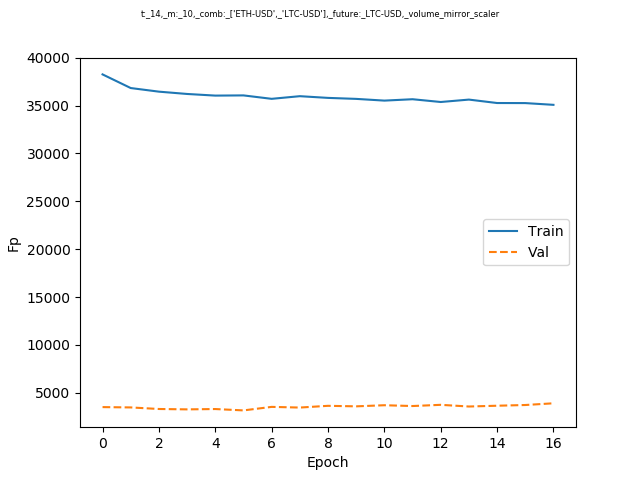 t:_14,_m:_10,_comb:_['ETH-USD',_'LTC-USD'],_future:_LTC-USD,_volume_mirror_scaler
40000
35000
30000
25000
20000
15000
10000
5000
Fp
Train
Val
0 2 4 6 8 10 12 14 16
Epoch